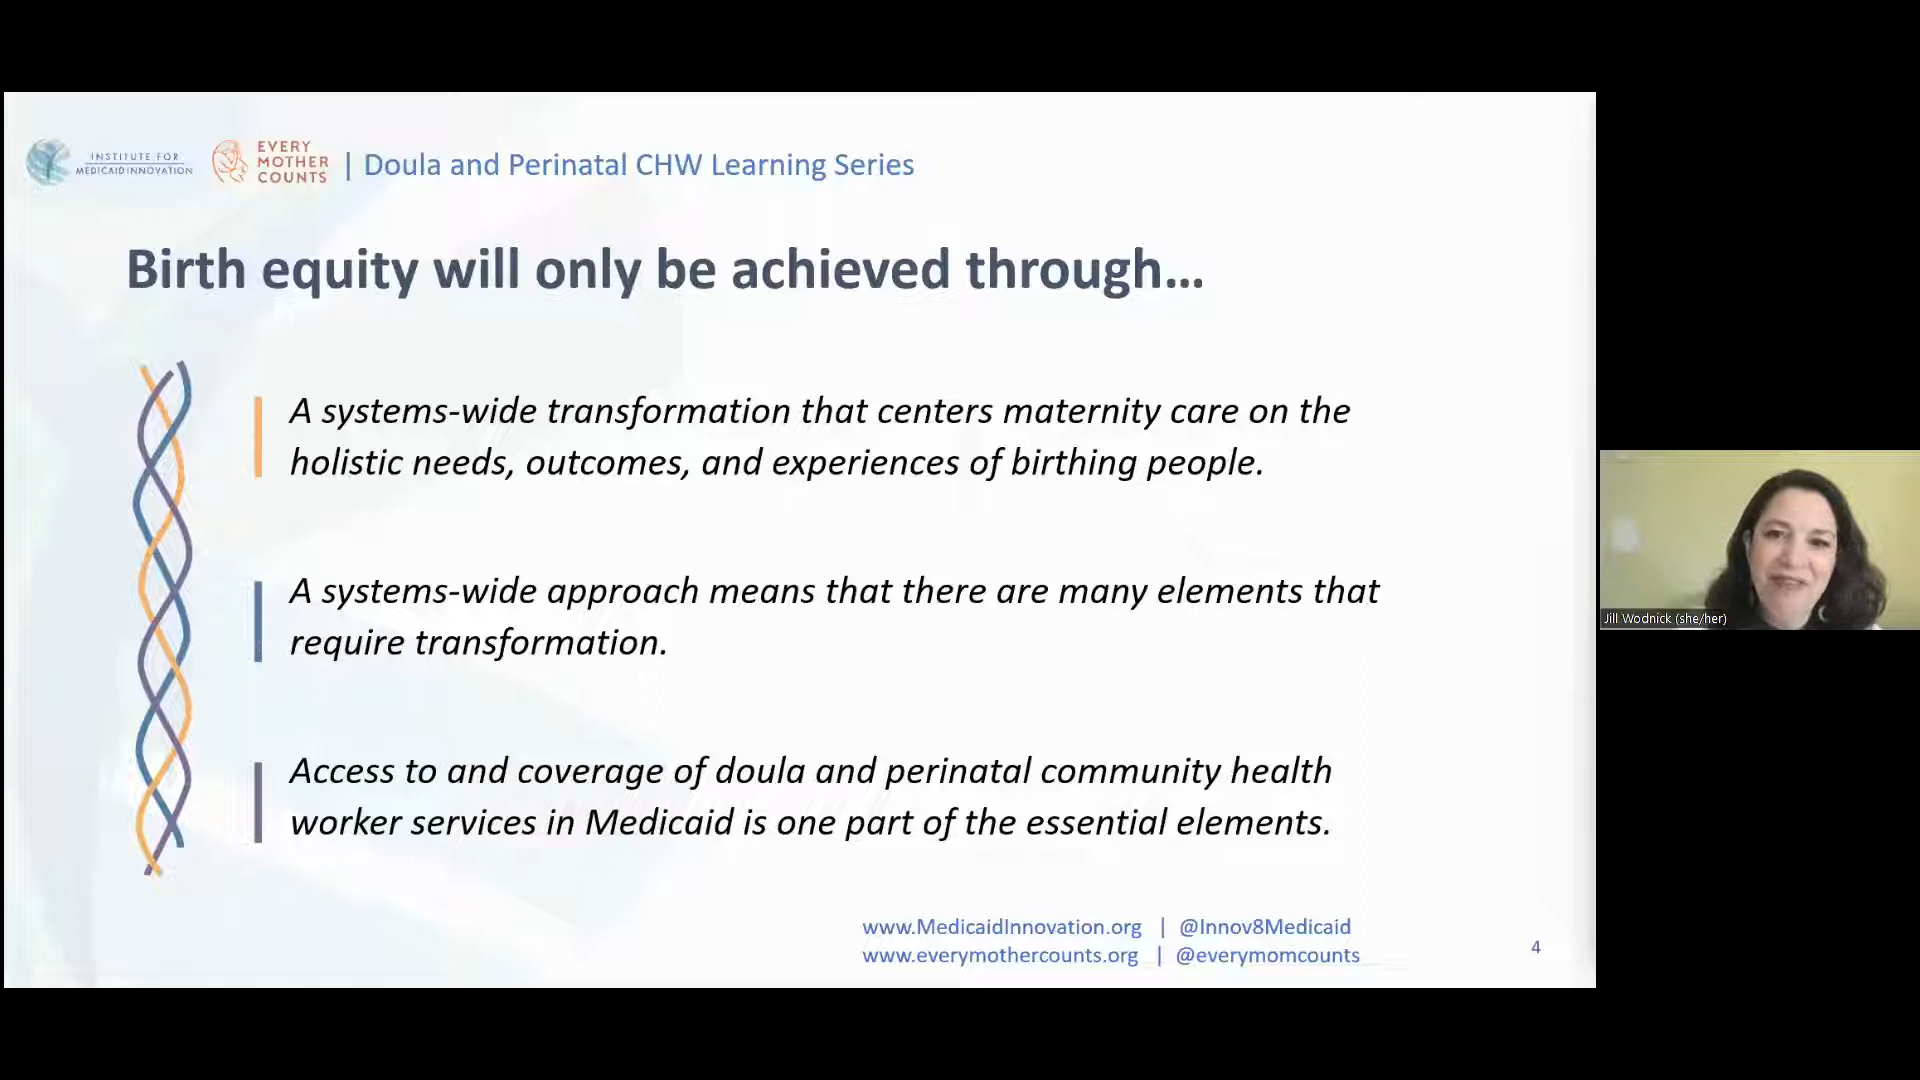 INSTITUTE FOR
MEDICAID INNOVATION
EVERY
MOTHER
COUNTS
| Doula and Perinatal CHW Learning Series
Birth equity will only be achieved through...
A systems-wide transformation that centers maternity care on the
holistic needs, outcomes, and experiences of birthing people.
A systems-wide approach means that there are many elements that
require transformation.
Access to and coverage of doula and perinatal community health
worker services in Medicaid is one part of the essential elements.
www.MedicaidInnovation.org | @Innov8Medicaid
www.everymothercounts.org | @everymomcounts
4
Jill Wodnick (she/her)